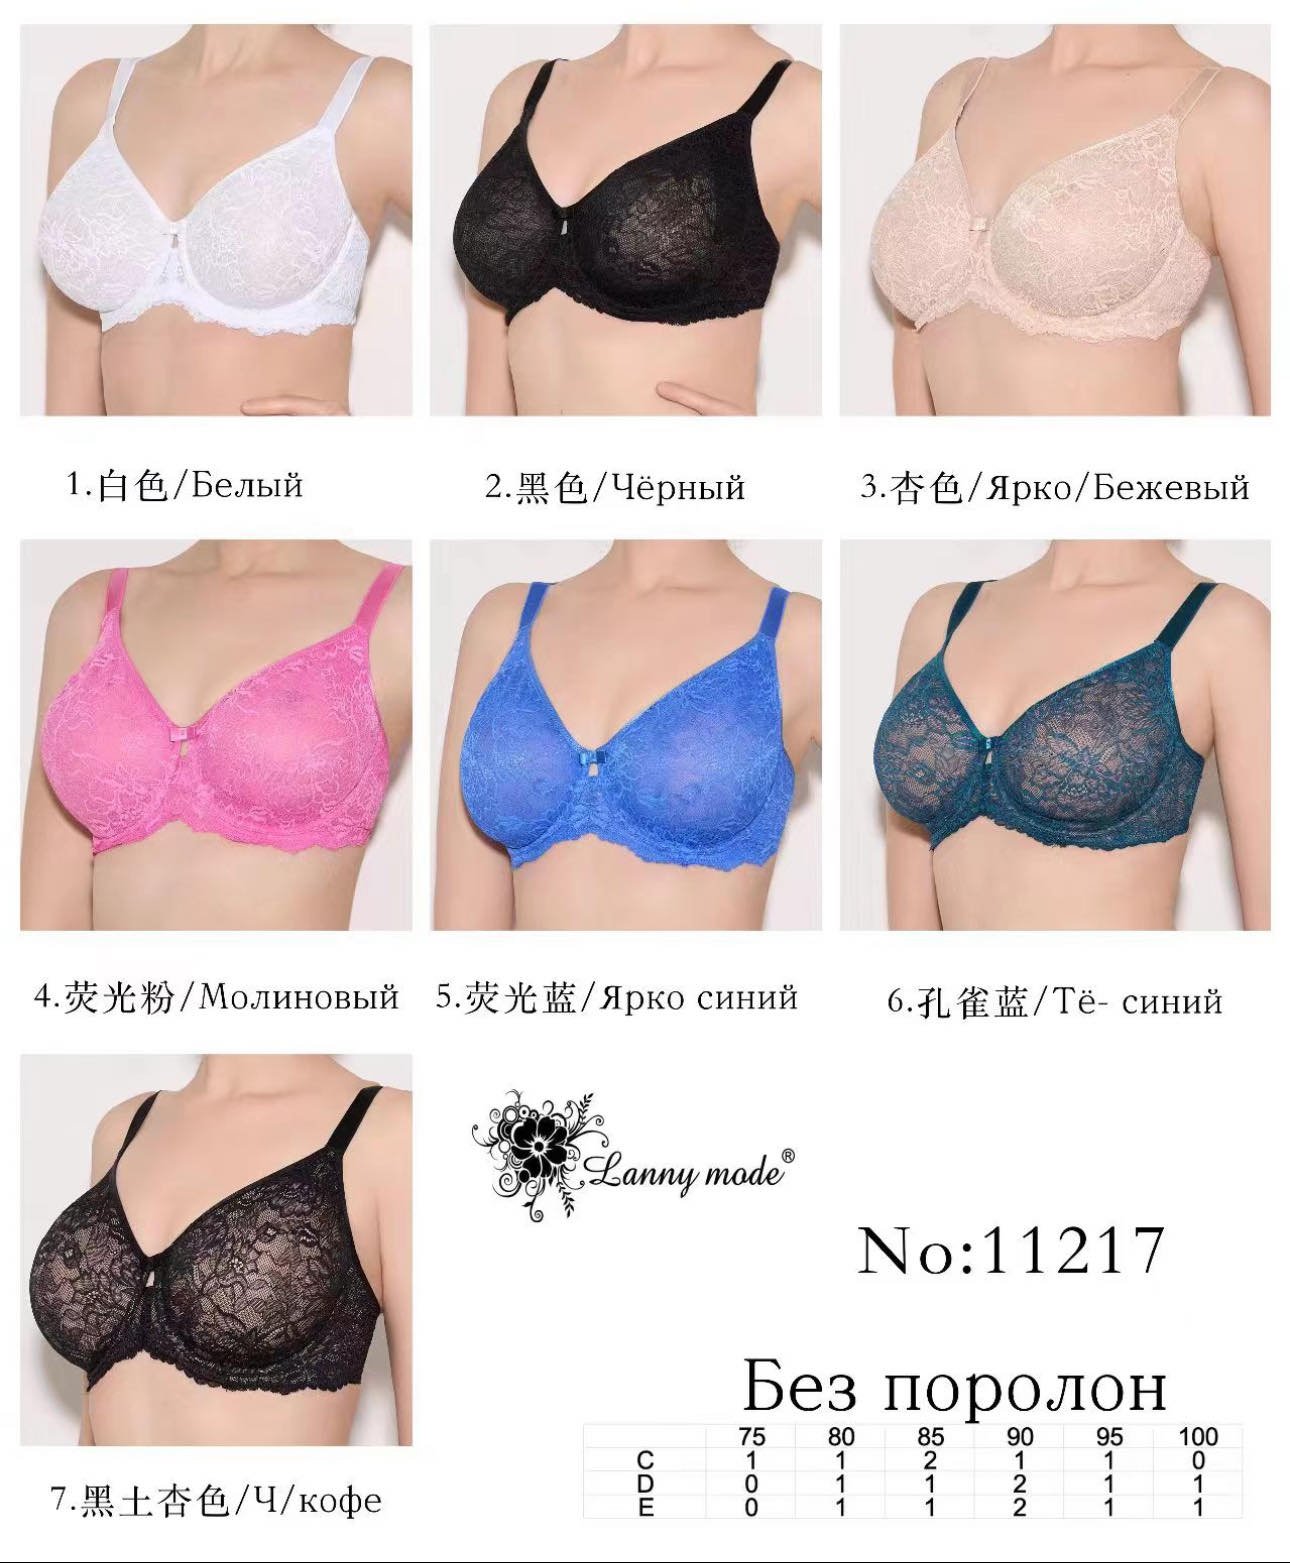 1.白色/Белый
2.黑色/Чёрный
3.杏色/Ярко/Бежевый
4.荧光粉/Молиновый
5.荧光蓝/Ярко синий
6.孔雀蓝/Тё- синий
Lanny mode®
No:11217
Без поролон
75 80 85 90 95 100
C 1 1 2 1 1 0
D 0 1 1 2 1 1
E 0 1 1 2 1 1
7.黑土杏色/Ч/кофе